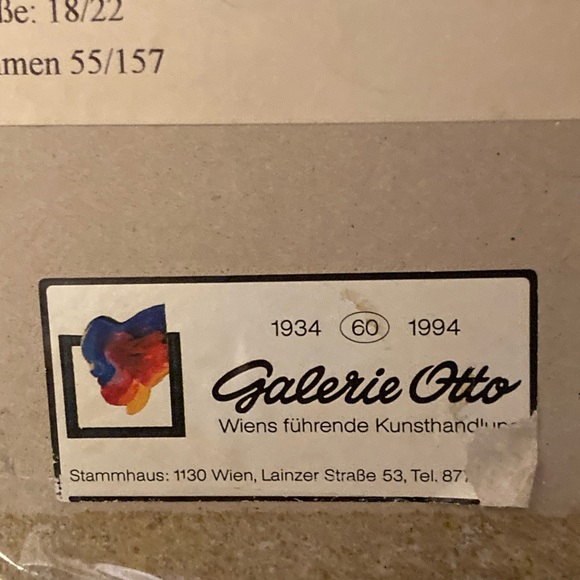 ße: 18/22
men 55/157
1934 60 1994
Galerie Otto
Wiens führende Kunsthandlung
Stammhaus: 1130 Wien, Lainzer Straße 53, Tel. 87